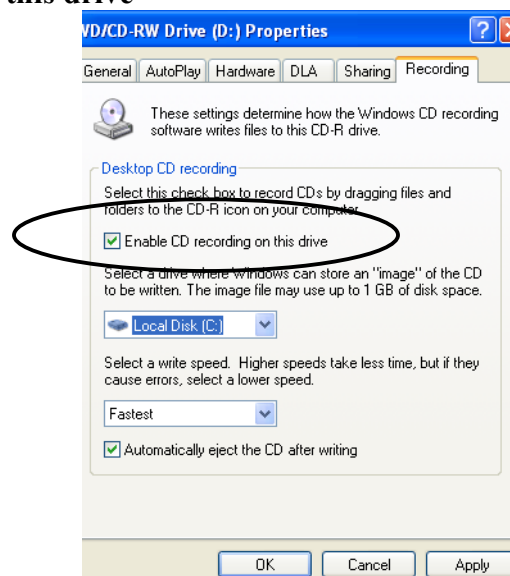 this drive
VD/CD-RW Drive (D:) Properties
General AutoPlay Hardware DLA Sharing Recording
These settings determine how the Windows CD recording
software writes files to this CD-R drive.
Desktop CD recording
Select this check box to record CDs by dragging files and
folders to the CD-R icon on your computer.
Enable CD recording on this drive
Select a drive where Windows can store an "image" of the CD
to be written. The image file may use up to 1 GB of disk space.
Local Disk (C:)
Select a write speed. Higher speeds take less time, but if they
cause errors, select a lower speed.
Fastest
Automatically eject the CD after writing
OK Cancel Apply